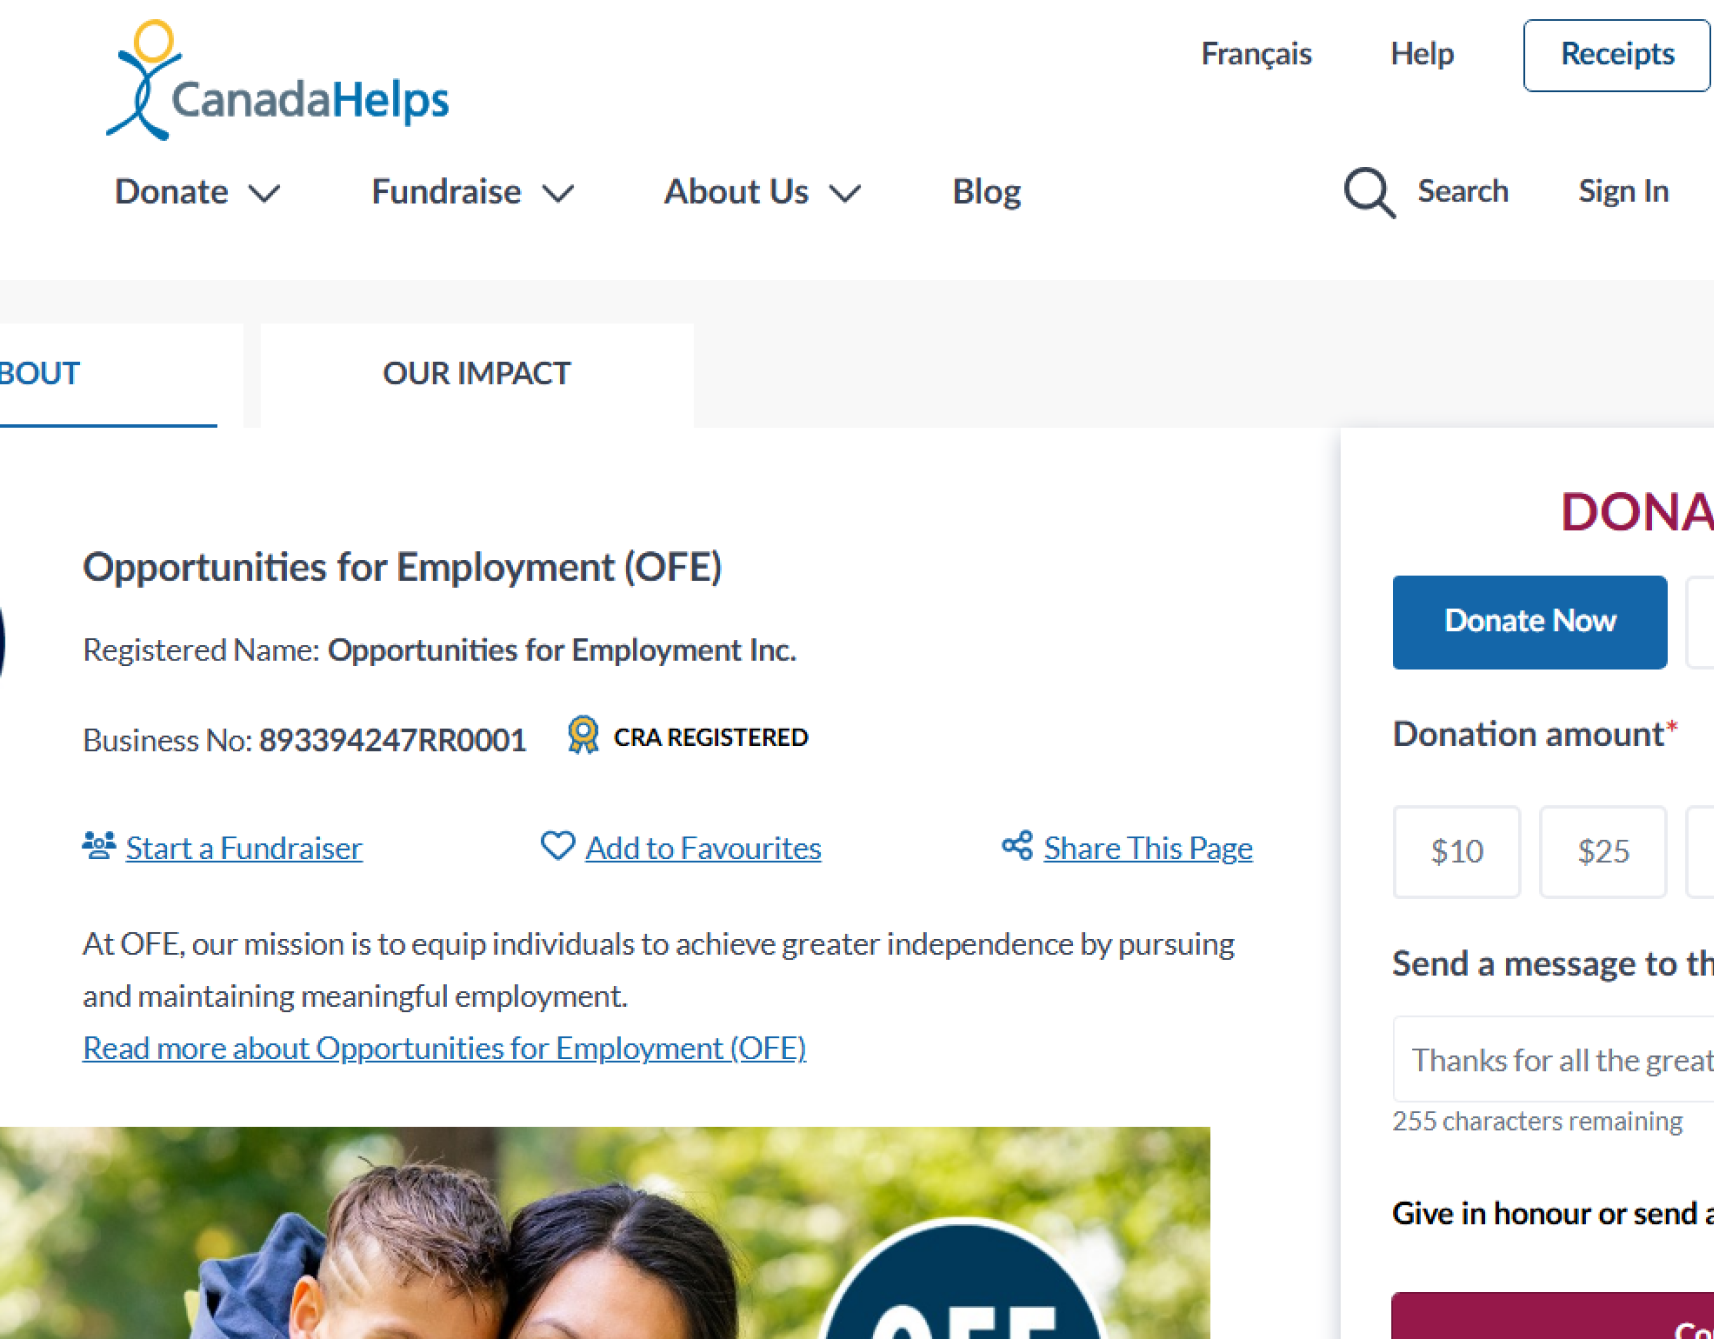 CanadaHelps
Français Help Receipts
Donate Fundraise About Us Blog Search Sign In
BOUT OUR IMPACT
Opportunities for Employment (OFE)
Registered Name: Opportunities for Employment Inc.
Business No: 893394247RR0001 CRA REGISTERED
Start a Fundraiser Add to Favourites Share This Page
At OFE, our mission is to equip individuals to achieve greater independence by pursuing
and maintaining meaningful employment.
Read more about Opportunities for Employment (OFE)
OFE
DONA
Donate Now
Donation amount*
$10 $25
Send a message to th
Thanks for all the great
255 characters remaining
Give in honour or send a
Co